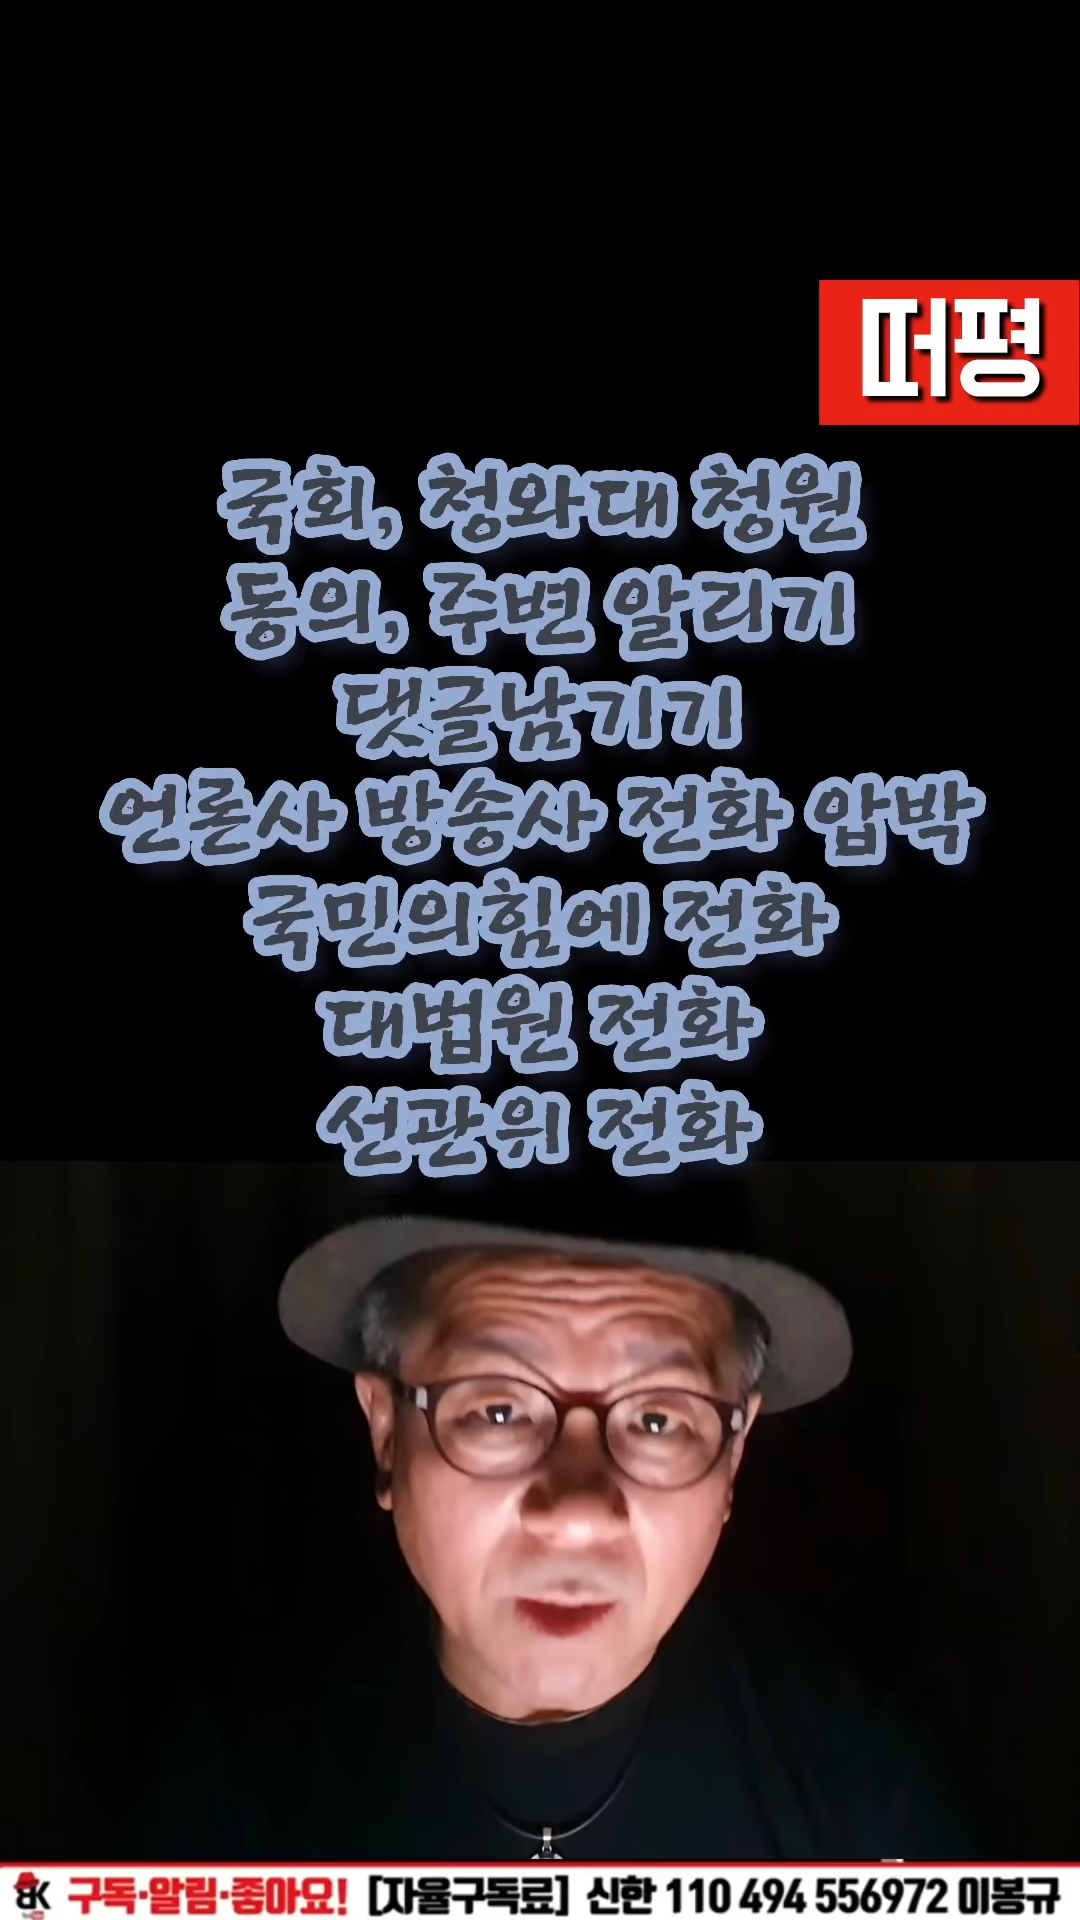 떠평
국회, 청와대 청원
동의, 주변 알리기
댓글남기기
언론사 방송사 전화 압박
국민의힘에 전화
대법원 전화
선관위 전화
BK 구독·알림·좋아요! [자율구독료] 신한 110 494 556972 이봉규